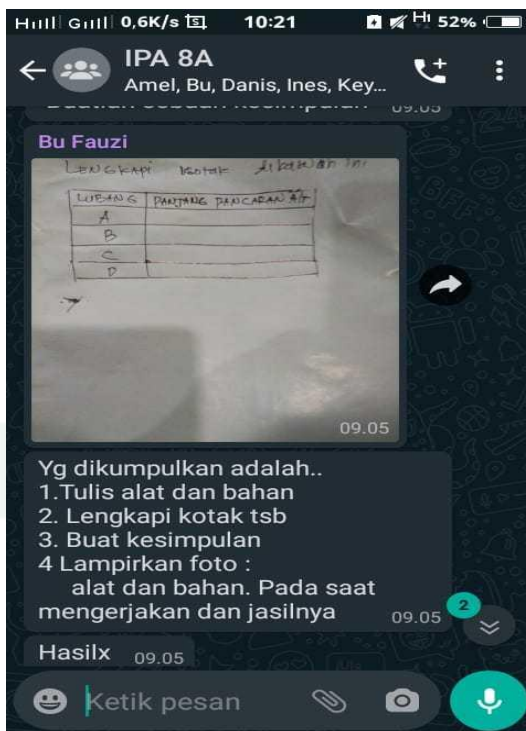 0,6K/s 10:21 52%
IPA 8A
Amel, Bu, Danis, Ines, Key...
09.05
Bu Fauzi
LENGKAPI KOTAK dibawah ini
LUBANG PANJANG PANCARAN AIR
A
B
C
D
09.05
Yg dikumpulkan adalah..
1.Tulis alat dan bahan
2. Lengkapi kotak tsb
3. Buat kesimpulan
4 Lampirkan foto :
alat dan bahan. Pada saat
mengerjakan dan jasilnya 09.05
2
Hasilx 09.05
Ketik pesan